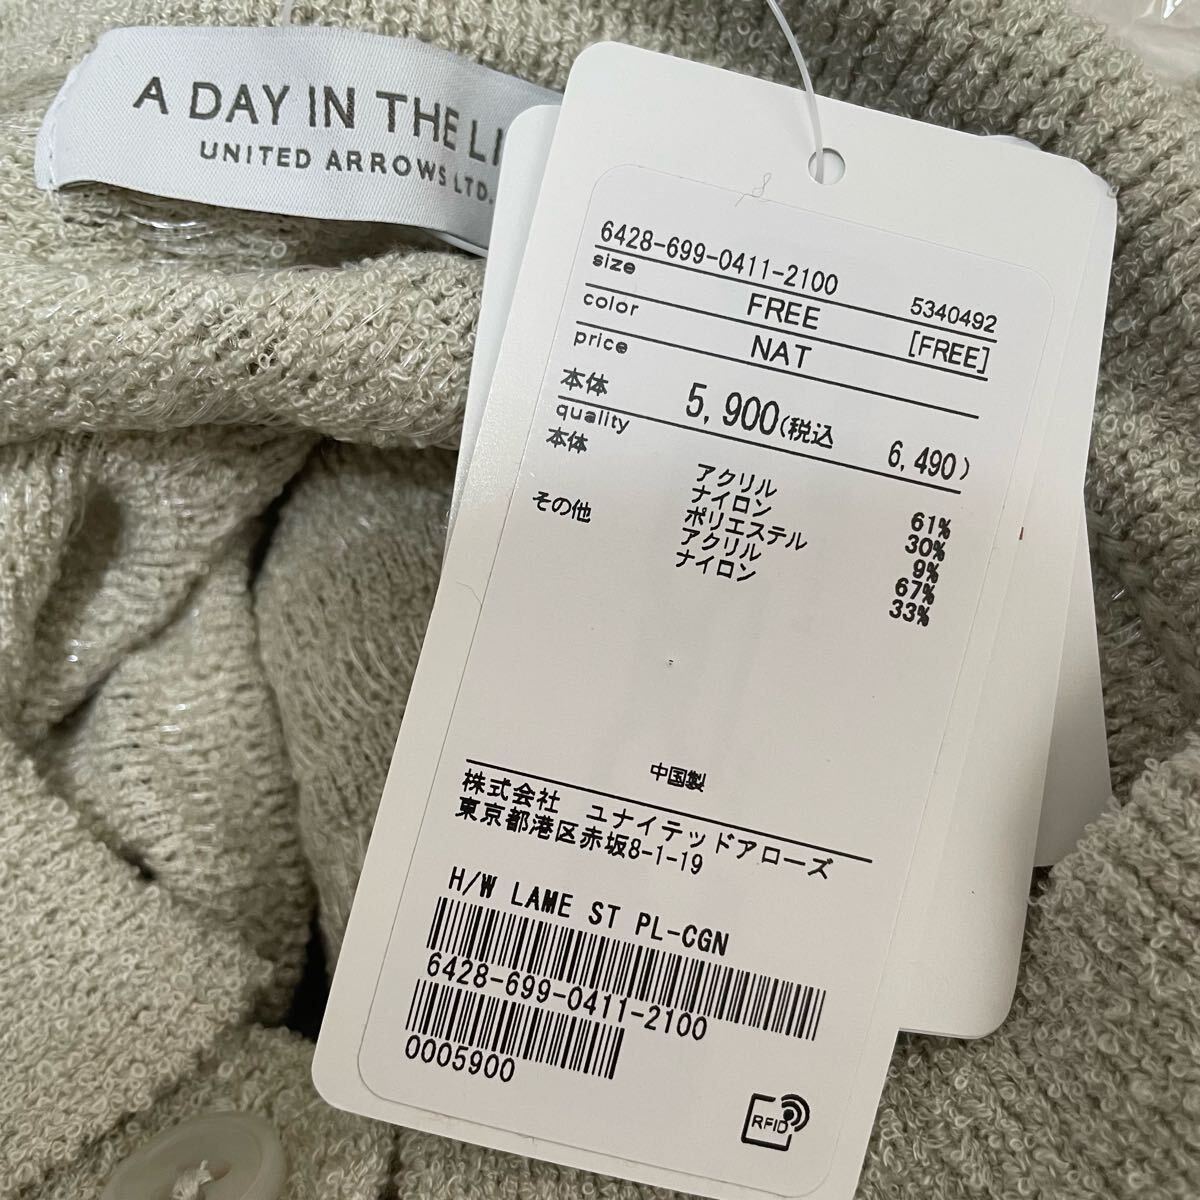 A DAY IN THE
UNITED ARROWS LTD.
6428-699-0411-2100
5340492
size FREE [FREE]
color NAT
price
本体 5,900(税込 6,490)
quality
本体 アクリル 61%
ナイロン 30%
ポリエステル 9%
その他 アクリル 67%
ナイロン 33%
中国製
株式会社 ユナイテッドアローズ
東京都港区赤坂8-1-19
H/W LAME ST PL-CGN
6428-699-0411-2100
0005900
RFID